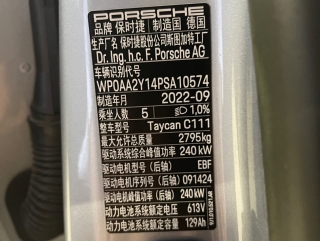 PORSCHE
品牌 保时捷 制造国 德国
生产厂名 保时捷股份公司斯图加特工厂
Dr. Ing. h.c. F. Porsche AG
车辆识别代号
WP0AA2Y14PSA10574
制造年月 2022-09
乘坐人数 5 ⌀1,0%
整车型号 Taycan C111
最大允许总质量 2795kg
驱动系统综合峰值功率 240 kW
驱动电机型号（后轴） EBF
驱动电机序列号（后轴） 091424
驱动电机峰值功率（后轴） 240 kW
动力电池系统额定电压 613V
动力电池系统额定容量 129Ah